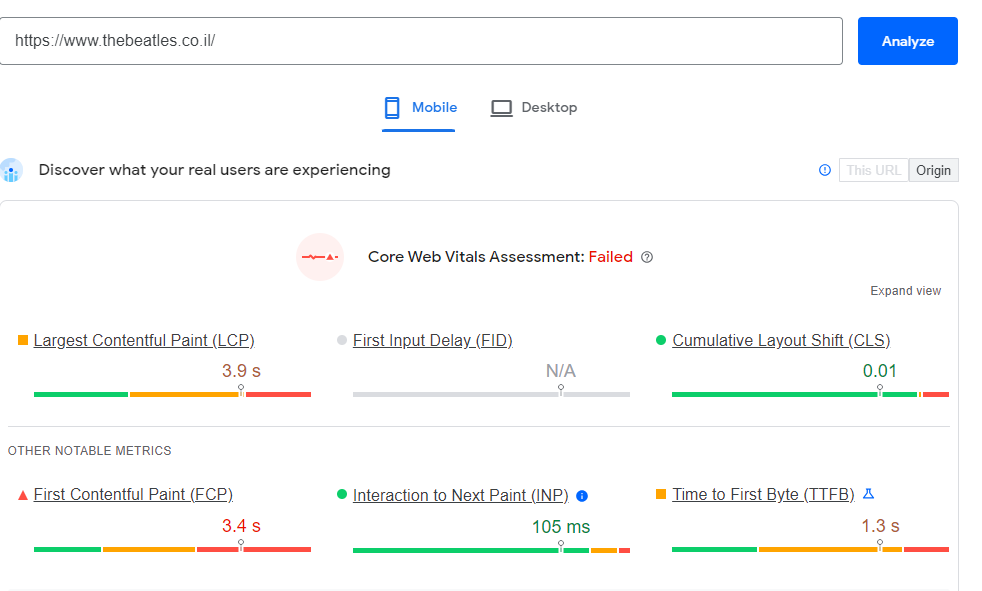 https://www.thebeatles.co.il/
Analyze
Mobile
Desktop
Discover what your real users are experiencing
This URL
Origin
Core Web Vitals Assessment: Failed
Expand view
Largest Contentful Paint (LCP)
3.9 s
First Input Delay (FID)
N/A
Cumulative Layout Shift (CLS)
0.01
OTHER NOTABLE METRICS
First Contentful Paint (FCP)
3.4 s
Interaction to Next Paint (INP)
105 ms
Time to First Byte (TTFB)
1.3 s